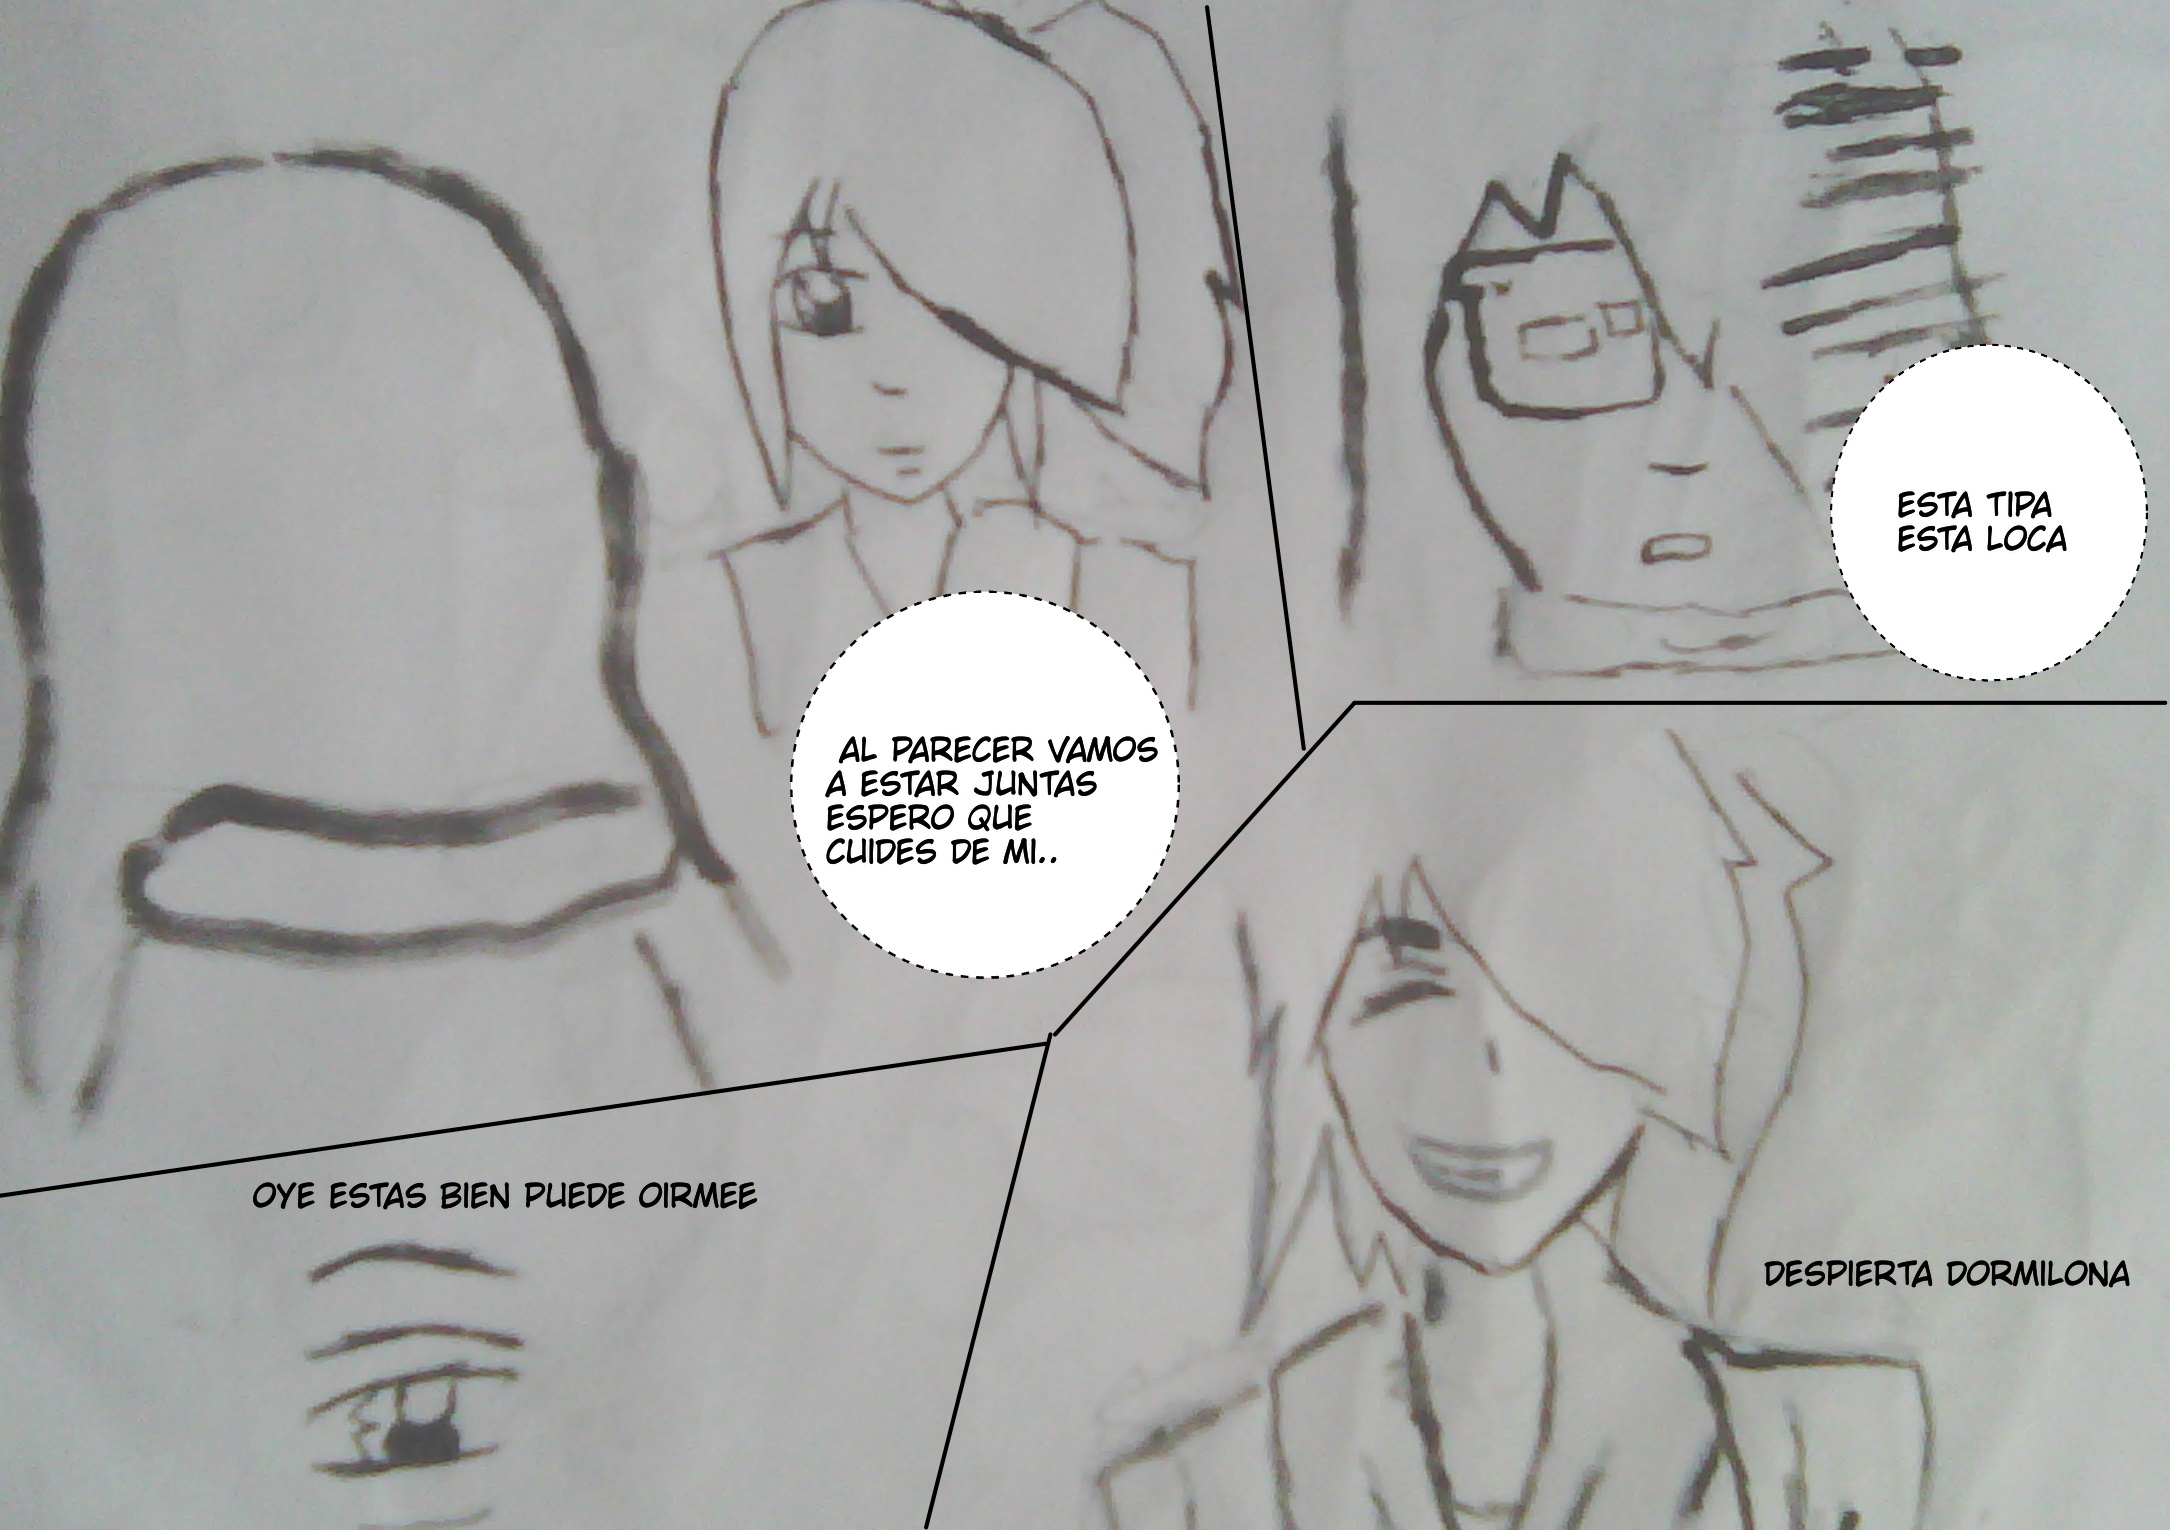 AL PARECER VAMOS
A ESTAR JUNTAS
ESPERO QUE
CUIDES DE MI..
ESTA TIPA
ESTA LOCA
OYE ESTAS BIEN PUEDE OIRMEE
DESPIERTA DORMILONA